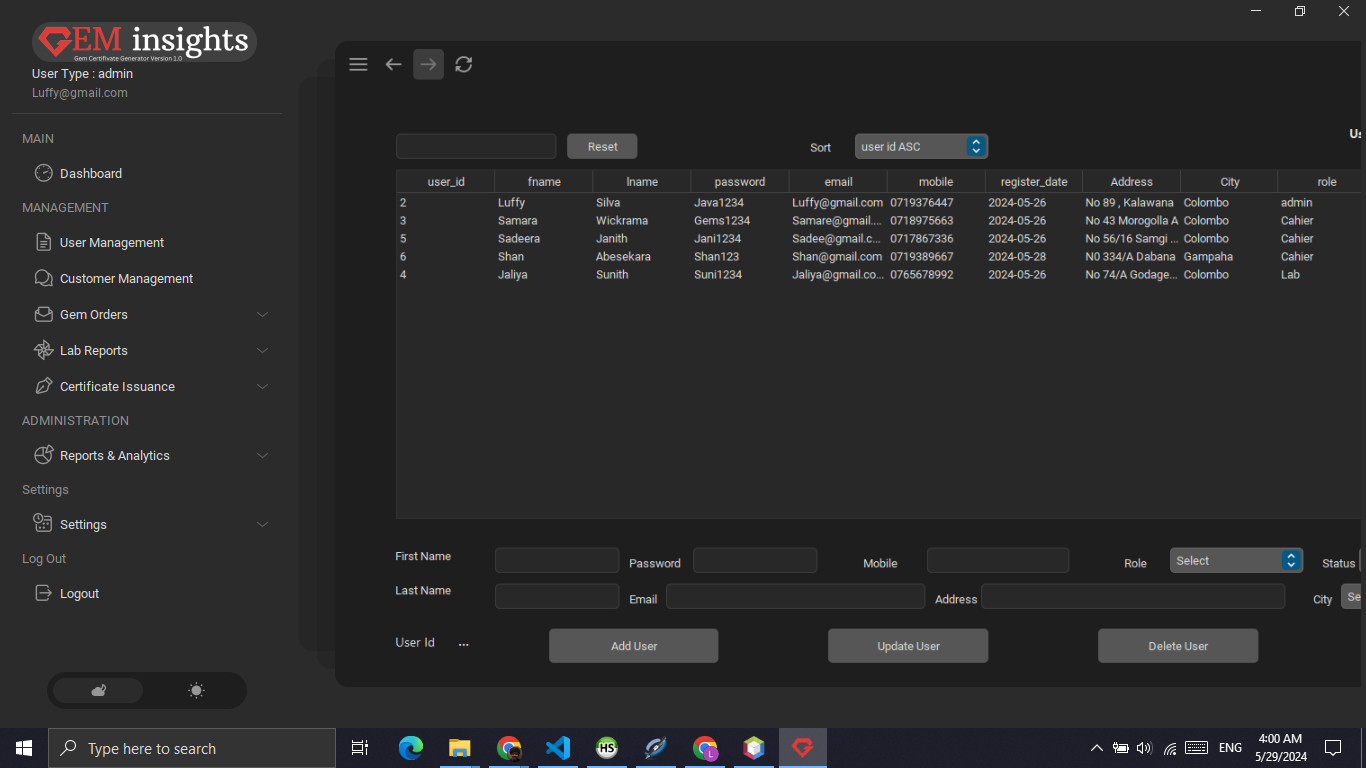 GEM insights
Gem Certifivate Generator Version 1.0
User Type : admin
Luffy@gmail.com
MAIN
Dashboard
MANAGEMENT
User Management
Customer Management
Gem Orders
Lab Reports
Certificate Issuance
ADMINISTRATION
Reports & Analytics
Settings
Settings
Log Out
Logout
Us
Reset Sort user id ASC
user_id fname lname password email mobile register_date Address City role
2 Luffy Silva Java1234 Luffy@gmail.com 0719376447 2024-05-26 No 89 , Kalawana Colombo admin
3 Samara Wickrama Gems1234 Samare@gmail.... 0718975663 2024-05-26 No 43 Morogolla A Colombo Cahier
5 Sadeera Janith Jani1234 Sadee@gmail.c... 0717867336 2024-05-26 No 56/16 Samgi ... Colombo Cahier
6 Shan Abesekara Shan123 Shan@gmail.com 0719389667 2024-05-28 N0 334/A Dabana Gampaha Cahier
4 Jaliya Sunith Suni1234 Jaliya@gmail.co... 0765678992 2024-05-26 No 74/A Godage... Colombo Lab
First Name Password Mobile Role Select Status
Last Name Email Address City Se
User Id ... Add User Update User Delete User
Type here to search
HS
L
ENG
4:00 AM
5/29/2024